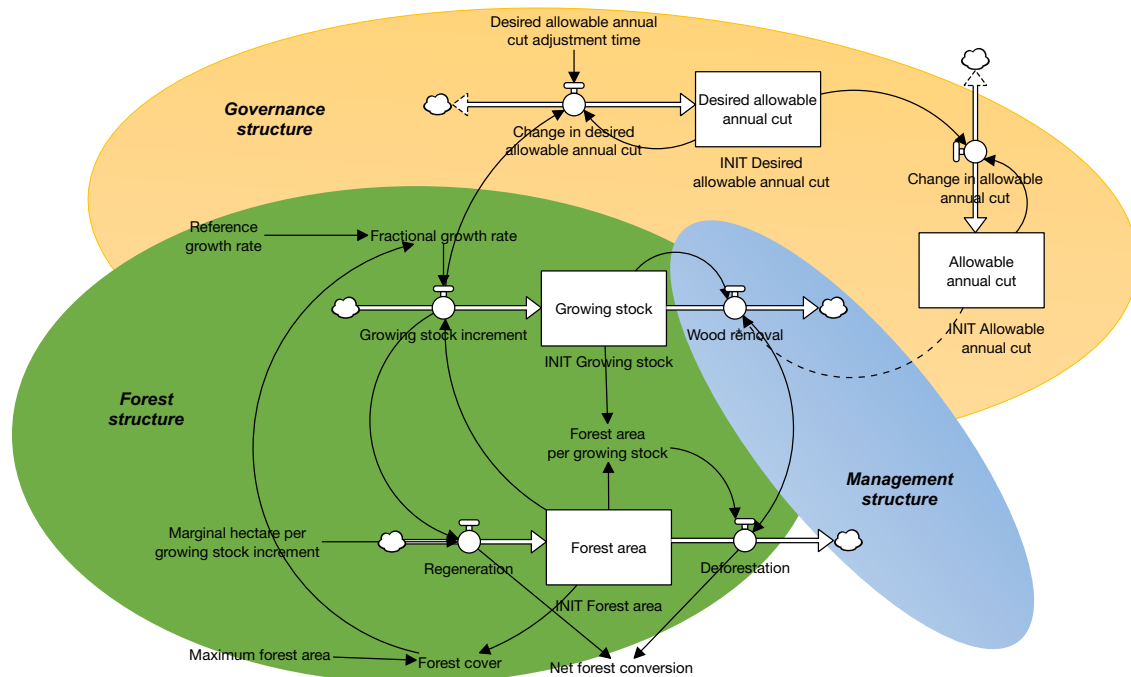 Desired allowable annual
cut adjustment time
Governance
structure
Desired allowable
annual cut
Change in desired
allowable annual cut
INIT Desired
allowable annual cut
Change in allowable
annual cut
Reference
growth rate
Fractional growth rate
Allowable
annual cut
Growing stock
Growing stock increment
Wood removal
INIT Allowable
annual cut
INIT Growing stock
Forest
structure
Forest area
per growing stock
Management
structure
Marginal hectare per
growing stock increment
Forest area
Regeneration
Deforestation
INIT Forest area
Maximum forest area
Forest cover
Net forest conversion